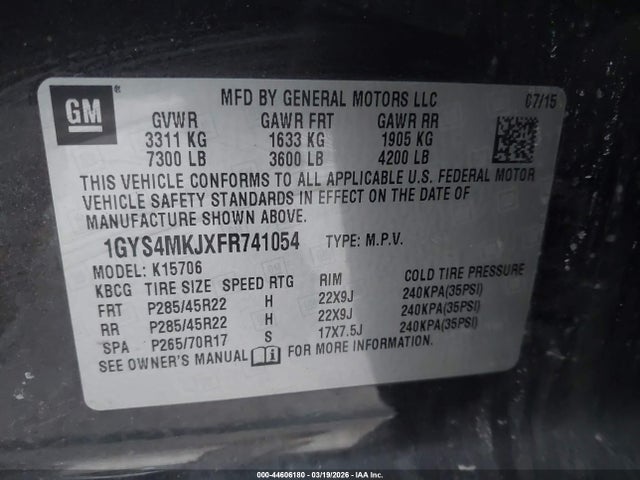 GM
MFD BY GENERAL MOTORS LLC 07/15
GVWR GAWR FRT GAWR RR
3311 KG 1633 KG 1905 KG
7300 LB 3600 LB 4200 LB
THIS VEHICLE CONFORMS TO ALL APPLICABLE U.S. FEDERAL MOTOR
VEHICLE SAFETY STANDARDS IN EFFECT ON THE DATE OF
MANUFACTURE SHOWN ABOVE.
1GYS4MKJXFR741054 TYPE: M.P.V.
MODEL: K15706
KBCG TIRE SIZE SPEED RTG RIM COLD TIRE PRESSURE
FRT P285/45R22 H 22X9J 240KPA(35PSI)
RR P285/45R22 H 22X9J 240KPA(35PSI)
SPA P265/70R17 S 17X7.5J 240KPA(35PSI)
SEE OWNER'S MANUAL i FOR MORE INFORMATION.
000-44606180 - 03/19/2026 - IAA Inc.